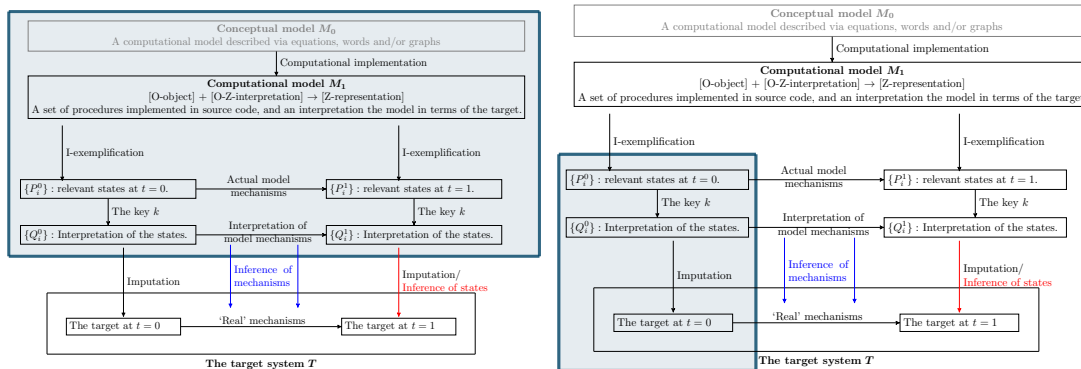 Conceptual model M₀
A computational model described via equations, words and/or graphs
Computational implementation
Computational model M₁
[O-object] + [O-Z-interpretation] → [Z-representation]
A set of procedures implemented in source code, and an interpretation the model in terms of the target.
I-exemplification
I-exemplification
{P_i^0} : relevant states at t = 0.
Actual model
mechanisms
{P_i^1} : relevant states at t = 1.
The key k
The key k
{Q_i^0} : Interpretation of the states.
Interpretation of
model mechanisms
{Q_i^1} : Interpretation of the states.
Imputation
Inference of
mechanisms
Imputation/
Inference of states
The target at t = 0
‘Real’ mechanisms
The target at t = 1
The target system T
Conceptual model M₀
A computational model described via equations, words and/or graphs
Computational implementation
Computational model M₁
[O-object] + [O-Z-interpretation] → [Z-representation]
A set of procedures implemented in source code, and an interpretation the model in terms of the target.
I-exemplification
I-exemplification
{P_i^0} : relevant states at t = 0.
Actual model
mechanisms
{P_i^1} : relevant states at t = 1.
The key k
The key k
{Q_i^0} : Interpretation of the states.
Interpretation of
model mechanisms
{Q_i^1} : Interpretation of the states.
Imputation
Inference of
mechanisms
Imputation/
Inference of states
The target at t = 0
‘Real’ mechanisms
The target at t = 1
The target system T